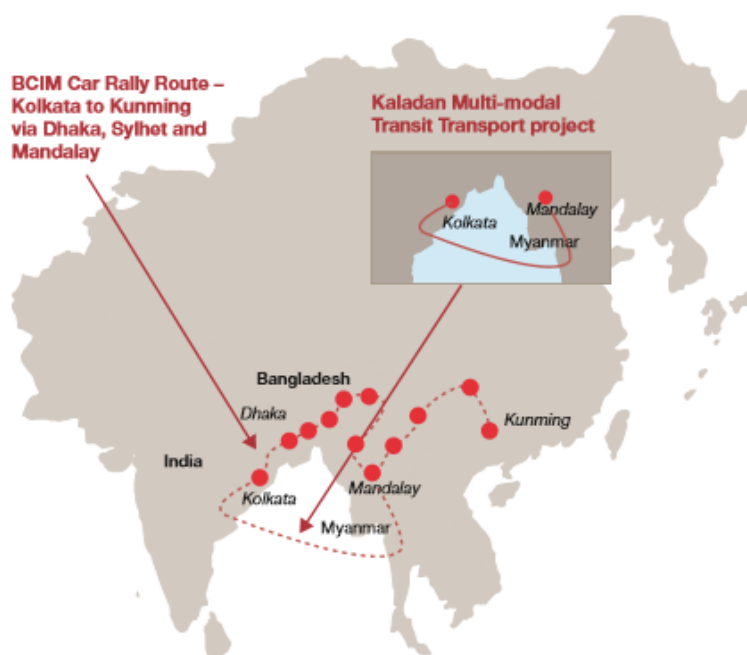 BCIM Car Rally Route –
Kolkata to Kunming
via Dhaka, Sylhet and
Mandalay
Kaladan Multi-modal
Transit Transport project
Kolkata
Mandalay
Myanmar
Bangladesh
Dhaka
Kunming
India
Kolkata
Mandalay
Myanmar